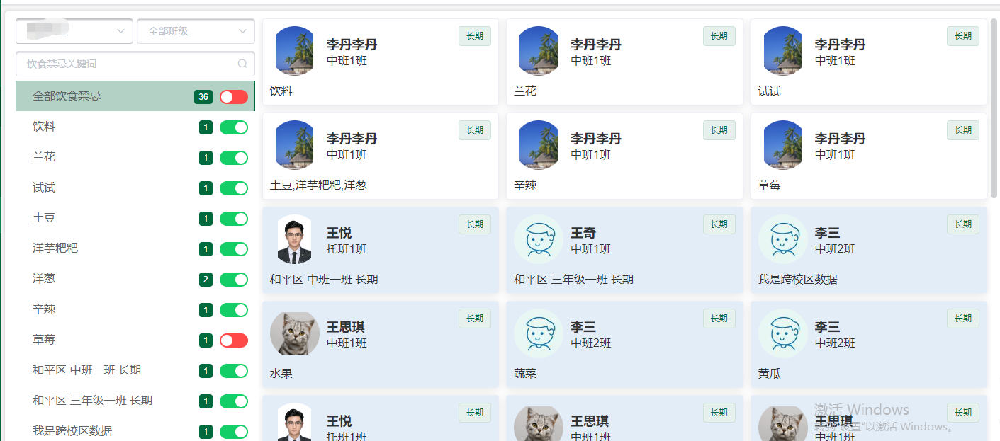 全部班级
饮食禁忌关键词
全部饮食禁忌 36
饮料 1
兰花 1
试试 1
土豆 1
洋芋粑粑 1
洋葱 2
辛辣 1
草莓 1
和平区 中班一班 长期 1
和平区 三年级一班 长期 1
我是跨校区数据 1
李丹李丹 长期
中班1班
饮料
李丹李丹 长期
中班1班
兰花
李丹李丹 长期
中班1班
试试
李丹李丹 长期
中班1班
土豆,洋芋粑粑,洋葱
李丹李丹 长期
中班1班
辛辣
李丹李丹 长期
中班1班
草莓
王悦 长期
托班1班
和平区 中班一班 长期
王奇 长期
中班1班
和平区 三年级一班 长期
李三 长期
中班2班
我是跨校区数据
王思琪 长期
中班1班
水果
李三 长期
中班2班
蔬菜
李三 长期
中班2班
黄瓜
王悦 长期
托班1班
王思琪 长期
中班1班
王思琪 长期
中班1班
激活 Windows
转到"设置"以激活 Windows。